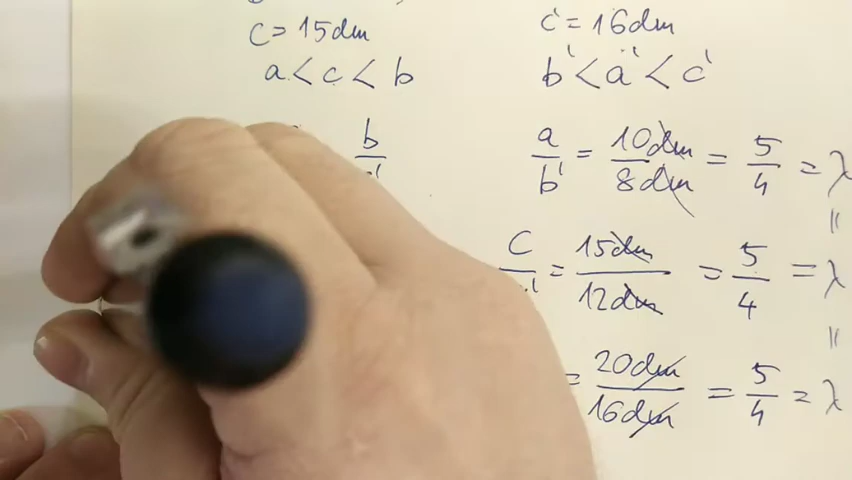 c = 15dm
c' = 16dm
a < c < b
b' < a' < c'
b
a/b' = 10dm/8dm = 5/4 = λ
=
c = 15dm/12dm = 5/4 = λ
=
= 20dm/16dm = 5/4 = λ